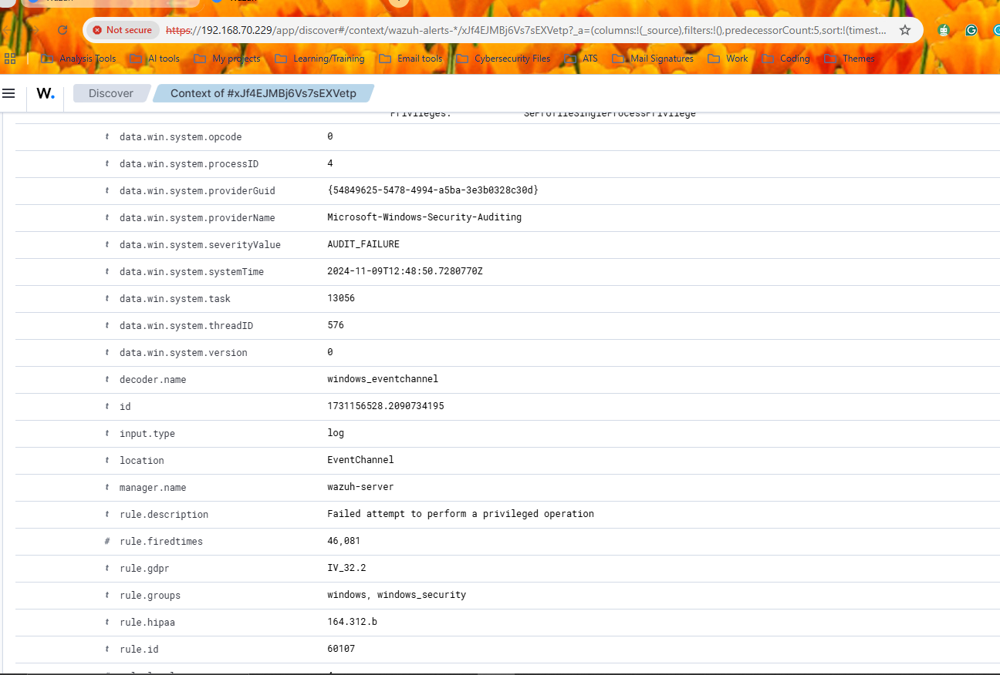 Not secure https://192.168.70.229/app/discover#/context/wazuh-alerts-*/xJf4EJMBj6Vs7sEXVetp?_a=(columns:!(_source),filters:!(),predecessorCount:5,sort:!(timest...
Analysis Tools AI tools My projects Learning/Training Email tools Cybersecurity Files ATS Mail Signatures Work Coding Themes
W. Discover Context of #xJf4EJMBj6Vs7sEXVetp
Privileges: SeProfileSingleProcessPrivilege
t data.win.system.opcode 0
t data.win.system.processID 4
t data.win.system.providerGuid {54849625-5478-4994-a5ba-3e3b0328c30d}
t data.win.system.providerName Microsoft-Windows-Security-Auditing
t data.win.system.severityValue AUDIT_FAILURE
t data.win.system.systemTime 2024-11-09T12:48:50.7280770Z
t data.win.system.task 13056
t data.win.system.threadID 576
t data.win.system.version 0
t decoder.name windows_eventchannel
t id 1731156528.2090734195
t input.type log
t location EventChannel
t manager.name wazuh-server
t rule.description Failed attempt to perform a privileged operation
# rule.firedtimes 46,081
t rule.gdpr IV_32.2
t rule.groups windows, windows_security
t rule.hipaa 164.312.b
t rule.id 60107